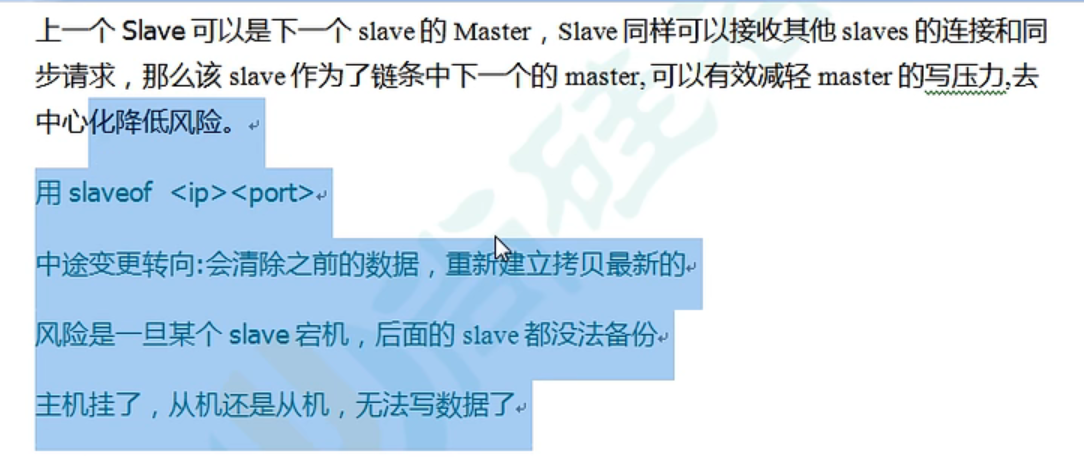 上一个 Slave 可以是下一个 slave 的 Master，Slave 同样可以接收其他 slaves 的连接和同
步请求，那么该 slave 作为了链条中下一个的 master, 可以有效减轻 master 的写压力,去
中心化降低风险。
用 slaveof <ip><port>
中途变更转向:会清除之前的数据，重新建立拷贝最新的
风险是一旦某个 slave 宕机，后面的 slave 都没法备份
主机挂了，从机还是从机，无法写数据了